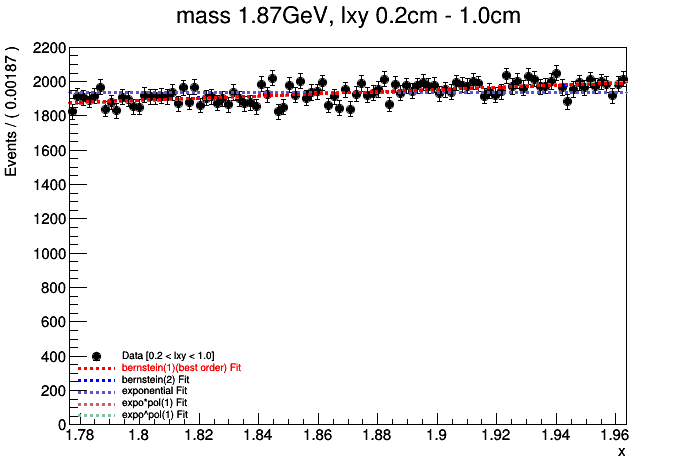 mass 1.87GeV, lxy 0.2cm - 1.0cm
Events / ( 0.00187 )
2200
2000
1800
1600
1400
1200
1000
800
600
400
200
0
Data [0.2 < lxy < 1.0]
bernstein(1)(best order) Fit
bernstein(2) Fit
exponential Fit
expo*pol(1) Fit
expo^pol(1) Fit
1.78 1.8 1.82 1.84 1.86 1.88 1.9 1.92 1.94 1.96
x